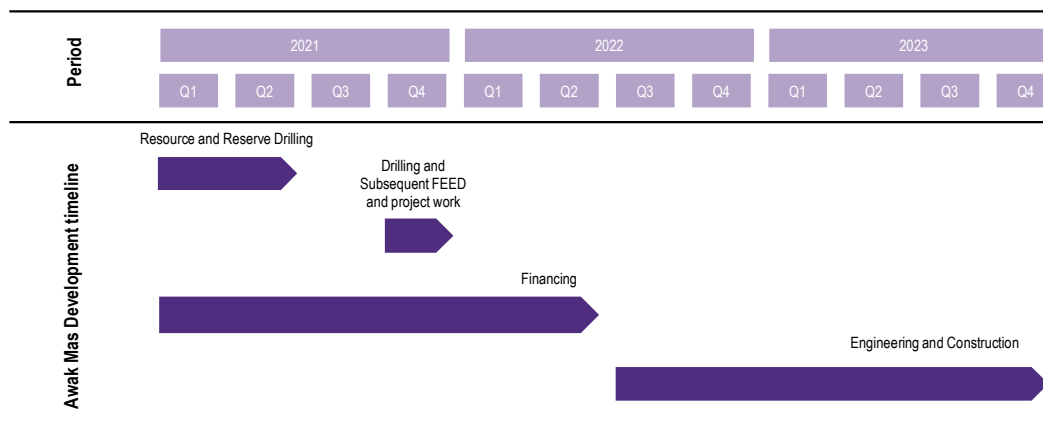 Period
2021
2022
2023
Q1
Q2
Q3
Q4
Q1
Q2
Q3
Q4
Q1
Q2
Q3
Q4
Awak Mas Development timeline
Resource and Reserve Drilling
Drilling and
Subsequent FEED
and project work
Financing
Engineering and Construction